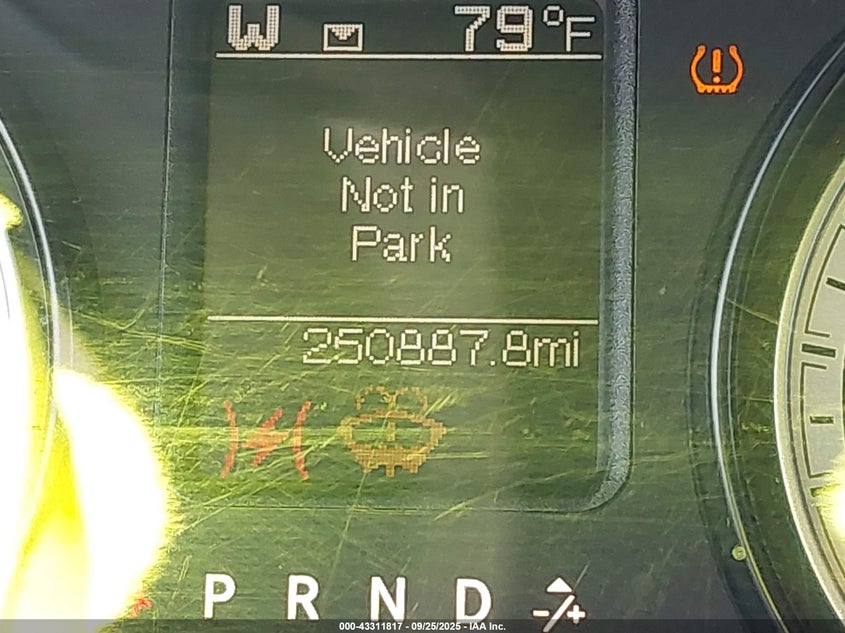 W 79°F
Vehicle
Not in
Park
250887.8mi
P R N D -/+
000-43311817 - 09/25/2025 - IAA Inc.